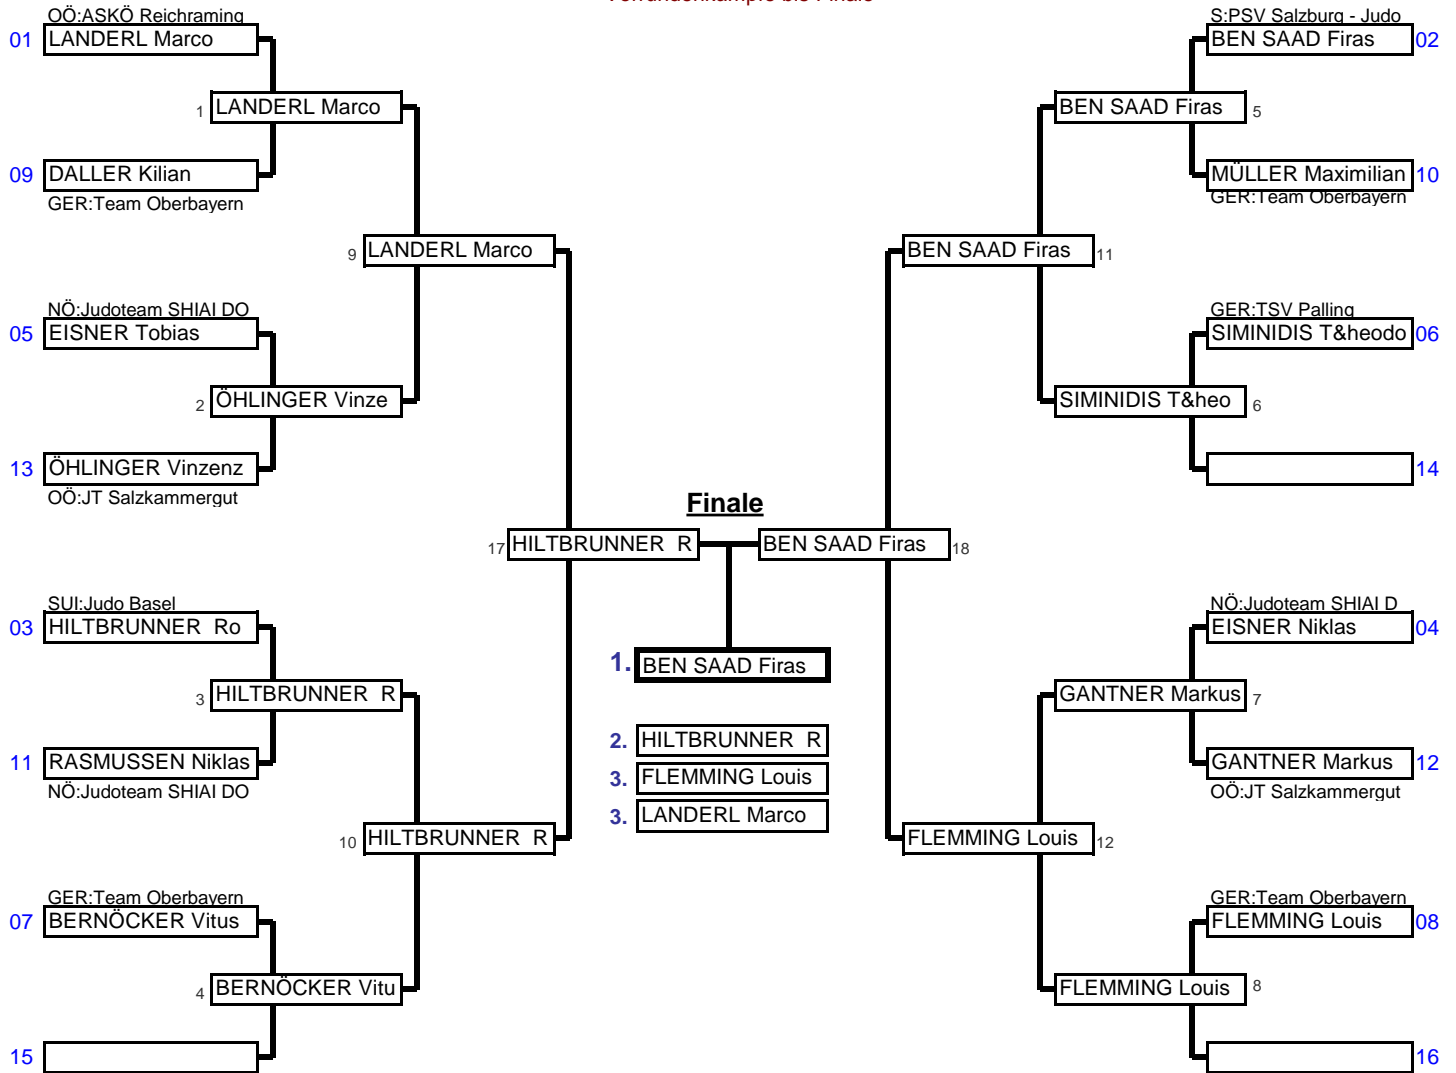 Vorrundenkämpfe bis Finale
OÖ:ASKÖ Reichraming
01 LANDERL Marco
1 LANDERL Marco
09 DALLER Kilian
GER:Team Oberbayern
9 LANDERL Marco
NÖ:Judoteam SHIAI DO
05 EISNER Tobias
2 ÖHLINGER Vinze
13 ÖHLINGER Vinzenz
OÖ:JT Salzkammergut
17 HILTBRUNNER R
SUI:Judo Basel
03 HILTBRUNNER Ro
3 HILTBRUNNER R
11 RASMUSSEN Niklas
NÖ:Judoteam SHIAI DO
10 HILTBRUNNER R
GER:Team Oberbayern
07 BERNÖCKER Vitus
4 BERNÖCKER Vitu
15
Finale
1. BEN SAAD Firas
2. HILTBRUNNER R
3. FLEMMING Louis
3. LANDERL Marco
S:PSV Salzburg - Judo
BEN SAAD Firas 02
BEN SAAD Firas 5
MÜLLER Maximilian 10
GER:Team Oberbayern
BEN SAAD Firas 11
GER:TSV Palling
SIMINIDIS T&heodo 06
SIMINIDIS T&heo 6
14
BEN SAAD Firas 18
NÖ:Judoteam SHIAI D
EISNER Niklas 04
GANTNER Markus 7
GANTNER Markus 12
OÖ:JT Salzkammergut
FLEMMING Louis 12
GER:Team Oberbayern
FLEMMING Louis 08
FLEMMING Louis 8
16